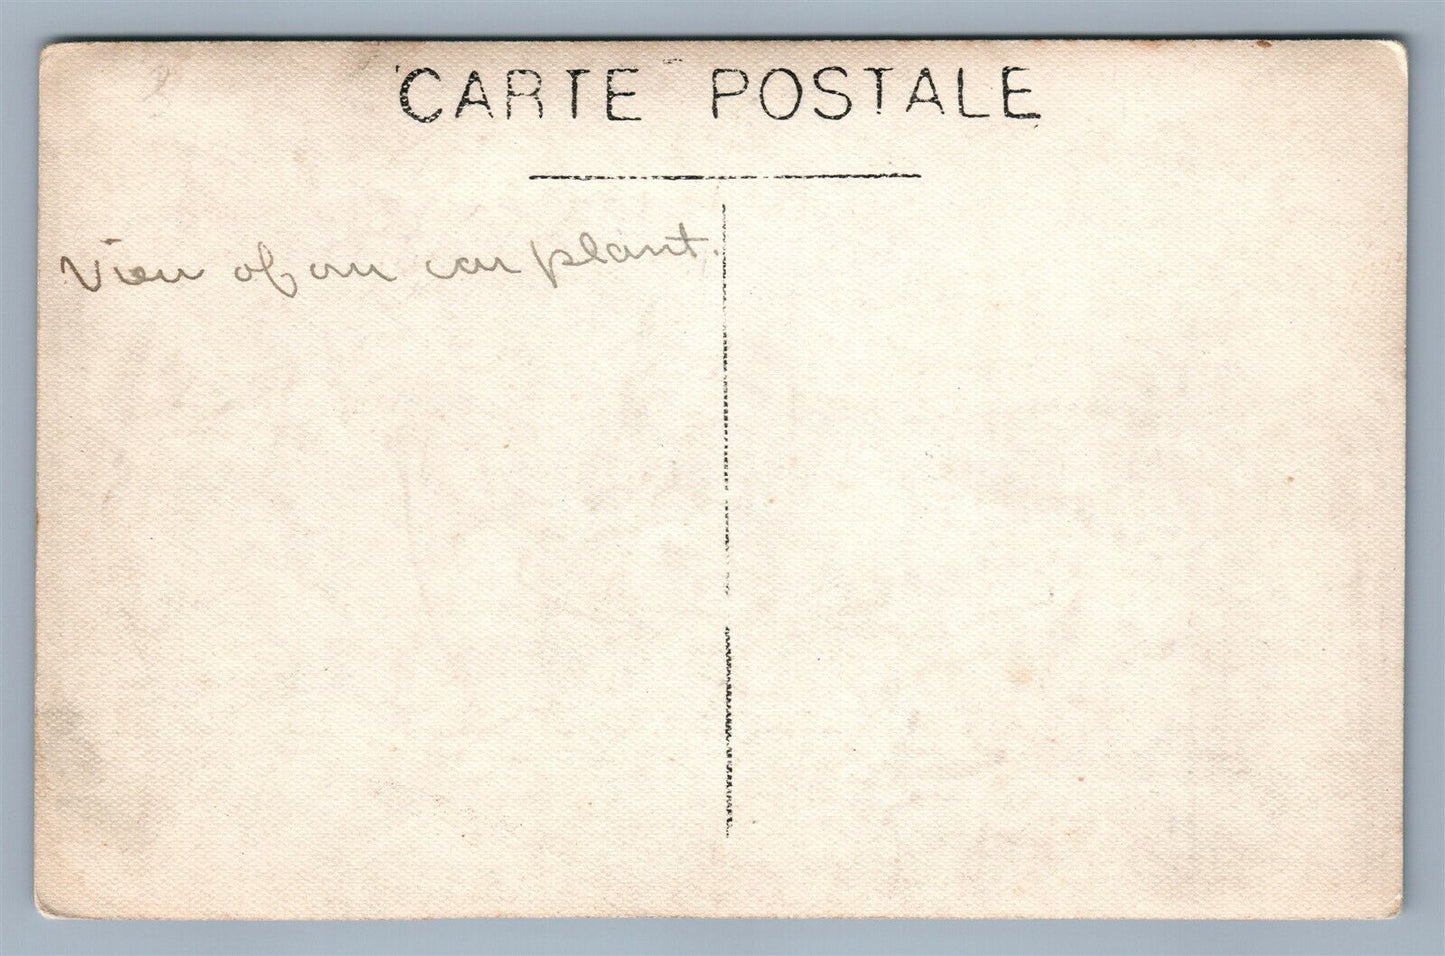 CARTE POSTALE
View of our car plant.